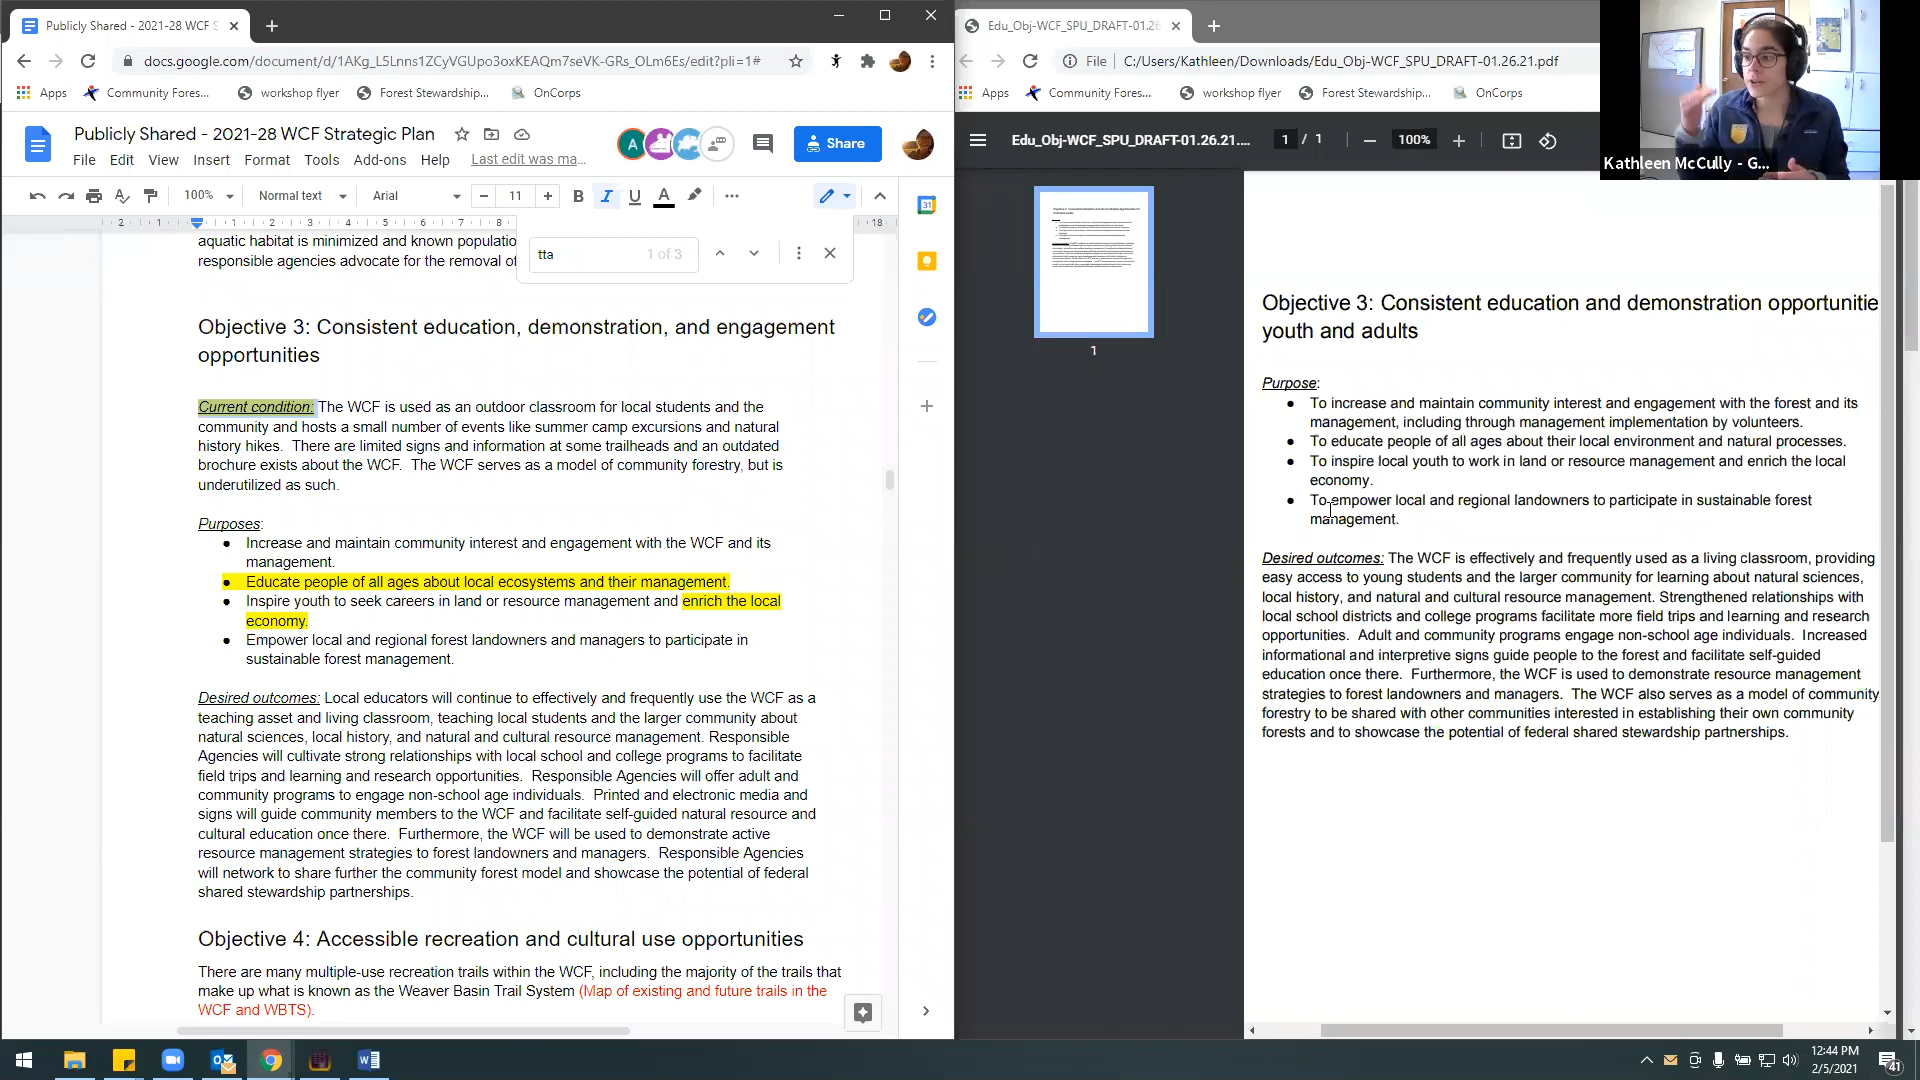 Publicly Shared - 2021-28 WCF S
docs.google.com/document/d/1AKg_L5Lnns1ZCyVGUpo3oxKEAQm7seVK-GRs_OLm6Es/edit?pli=1#
Apps
Community Fores...
workshop flyer
Forest Stewardship...
OnCorps
Publicly Shared - 2021-28 WCF Strategic Plan
File Edit View Insert Format Tools Add-ons Help Last edit was ma...
A
Share
100% Normal text Arial 11 B I U A
31
2 1 1 2 3 4 5 6 7 8 18
tta 1 of 3
aquatic habitat is minimized and known populatio
responsible agencies advocate for the removal of
Objective 3: Consistent education, demonstration, and engagement
opportunities
Current condition: The WCF is used as an outdoor classroom for local students and the
community and hosts a small number of events like summer camp excursions and natural
history hikes. There are limited signs and information at some trailheads and an outdated
brochure exists about the WCF. The WCF serves as a model of community forestry, but is
underutilized as such.
Purposes:
● Increase and maintain community interest and engagement with the WCF and its
management.
● Educate people of all ages about local ecosystems and their management.
● Inspire youth to seek careers in land or resource management and enrich the local
economy.
● Empower local and regional forest landowners and managers to participate in
sustainable forest management.
Desired outcomes: Local educators will continue to effectively and frequently use the WCF as a
teaching asset and living classroom, teaching local students and the larger community about
natural sciences, local history, and natural and cultural resource management. Responsible
Agencies will cultivate strong relationships with local school and college programs to facilitate
field trips and learning and research opportunities. Responsible Agencies will offer adult and
community programs to engage non-school age individuals. Printed and electronic media and
signs will guide community members to the WCF and facilitate self-guided natural resource and
cultural education once there. Furthermore, the WCF will be used to demonstrate active
resource management strategies to forest landowners and managers. Responsible Agencies
will network to share further the community forest model and showcase the potential of federal
shared stewardship partnerships.
Objective 4: Accessible recreation and cultural use opportunities
There are many multiple-use recreation trails within the WCF, including the majority of the trails that
make up what is known as the Weaver Basin Trail System (Map of existing and future trails in the
WCF and WBTS).
Edu_Obj-WCF_SPU_DRAFT-01.26
File C:/Users/Kathleen/Downloads/Edu_Obj-WCF_SPU_DRAFT-01.26.21.pdf
Apps
Community Fores...
workshop flyer
Forest Stewardship...
OnCorps
Edu_Obj-WCF_SPU_DRAFT-01.26.21.... 1 / 1 100%
Kathleen McCully - G...
1
Objective 3: Consistent education and demonstration opportunitie
youth and adults
Purpose:
● To increase and maintain community interest and engagement with the forest and its
management, including through management implementation by volunteers.
● To educate people of all ages about their local environment and natural processes.
● To inspire local youth to work in land or resource management and enrich the local
economy.
● To empower local and regional landowners to participate in sustainable forest
management.
Desired outcomes: The WCF is effectively and frequently used as a living classroom, providing
easy access to young students and the larger community for learning about natural sciences,
local history, and natural and cultural resource management. Strengthened relationships with
local school districts and college programs facilitate more field trips and learning and research
opportunities. Adult and community programs engage non-school age individuals. Increased
informational and interpretive signs guide people to the forest and facilitate self-guided
education once there. Furthermore, the WCF is used to demonstrate resource management
strategies to forest landowners and managers. The WCF also serves as a model of community
forestry to be shared with other communities interested in establishing their own community
forests and to showcase the potential of federal shared stewardship partnerships.
12:44 PM
2/5/2021
41